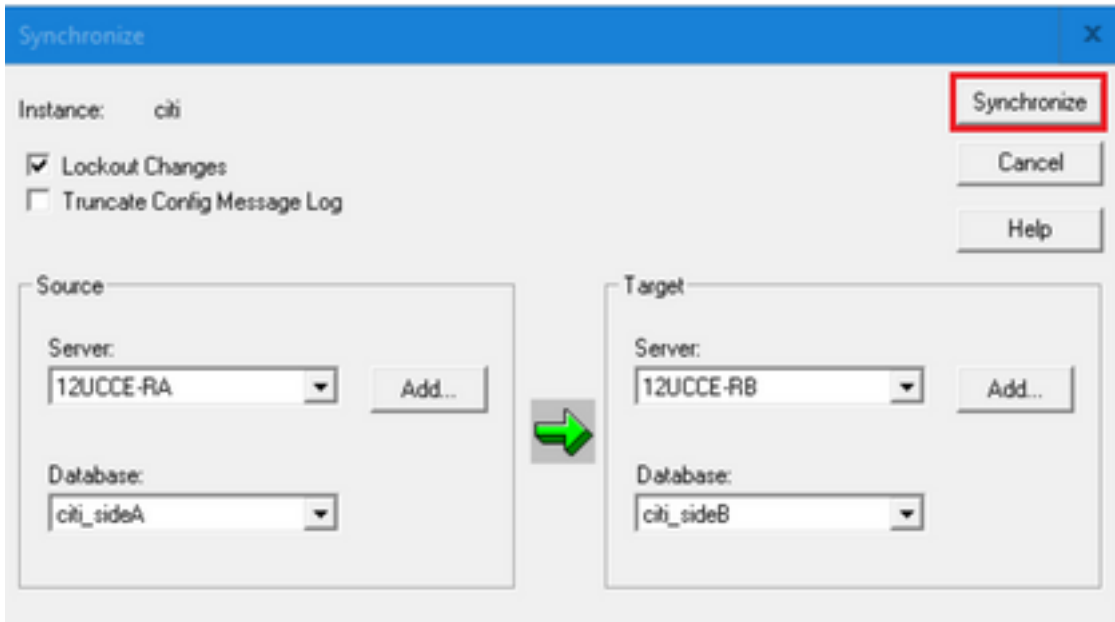 Synchronize
x
Instance: citi
Synchronize
Lockout Changes
Cancel
Truncate Config Message Log
Help
Source
Server:
12UCCE-RA
Add...
Database:
citi_sideA
Target
Server:
12UCCE-RB
Add...
Database:
citi_sideB